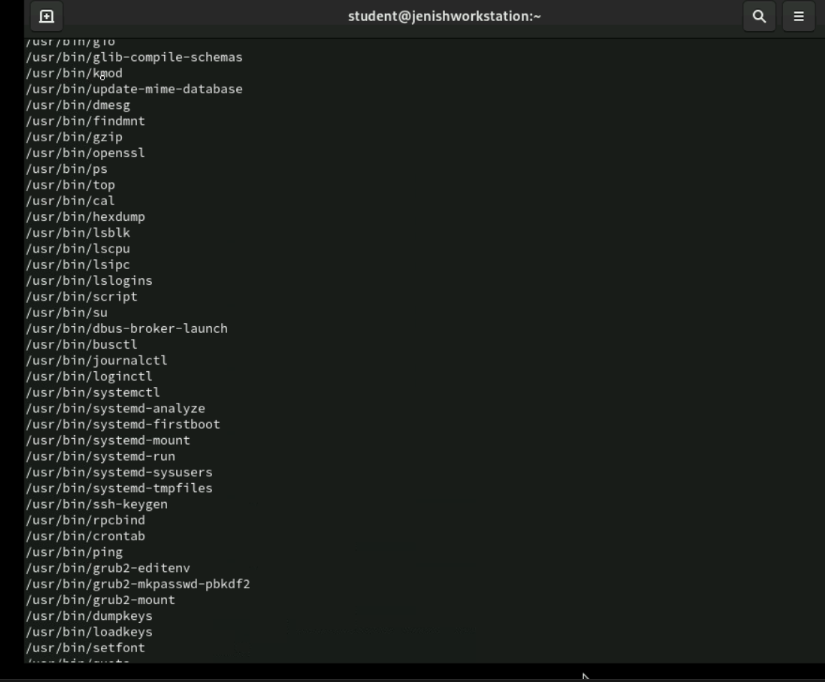 student@jenishworkstation:~
/usr/bin/gio
/usr/bin/glib-compile-schemas
/usr/bin/kmod
/usr/bin/update-mime-database
/usr/bin/dmesg
/usr/bin/findmnt
/usr/bin/gzip
/usr/bin/openssl
/usr/bin/ps
/usr/bin/top
/usr/bin/cal
/usr/bin/hexdump
/usr/bin/lsblk
/usr/bin/lscpu
/usr/bin/lsipc
/usr/bin/lslogins
/usr/bin/script
/usr/bin/su
/usr/bin/dbus-broker-launch
/usr/bin/busctl
/usr/bin/journalctl
/usr/bin/loginctl
/usr/bin/systemctl
/usr/bin/systemd-analyze
/usr/bin/systemd-firstboot
/usr/bin/systemd-mount
/usr/bin/systemd-run
/usr/bin/systemd-sysusers
/usr/bin/systemd-tmpfiles
/usr/bin/ssh-keygen
/usr/bin/rpcbind
/usr/bin/crontab
/usr/bin/ping
/usr/bin/grub2-editenv
/usr/bin/grub2-mkpasswd-pbkdf2
/usr/bin/grub2-mount
/usr/bin/dumpkeys
/usr/bin/loadkeys
/usr/bin/setfont